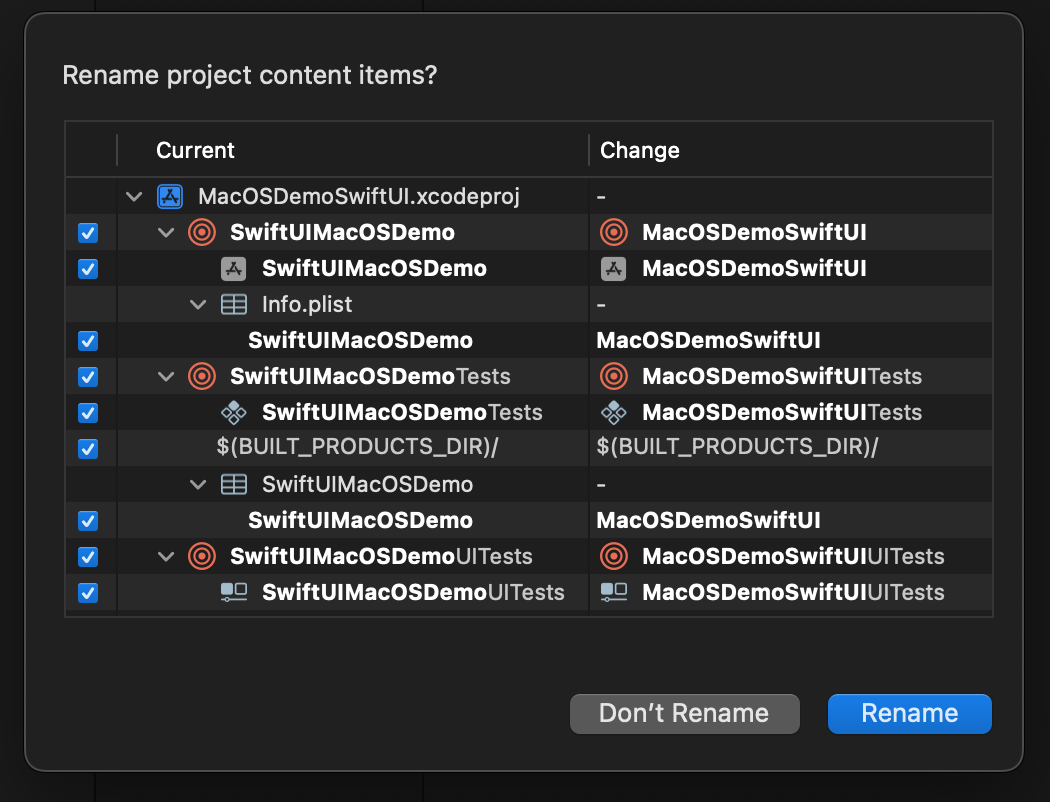 Rename project content items?
Current Change
MacOSDemoSwiftUI.xcodeproj –
SwiftUIMacOSDemo MacOSDemoSwiftUI
SwiftUIMacOSDemo MacOSDemoSwiftUI
Info.plist –
SwiftUIMacOSDemo MacOSDemoSwiftUI
SwiftUIMacOSDemoTests MacOSDemoSwiftUITests
SwiftUIMacOSDemoTests MacOSDemoSwiftUITests
$(BUILT_PRODUCTS_DIR)/ $(BUILT_PRODUCTS_DIR)/
SwiftUIMacOSDemo –
SwiftUIMacOSDemo MacOSDemoSwiftUI
SwiftUIMacOSDemoUITests MacOSDemoSwiftUIUITests
SwiftUIMacOSDemoUITests MacOSDemoSwiftUIUITests
Don't Rename Rename